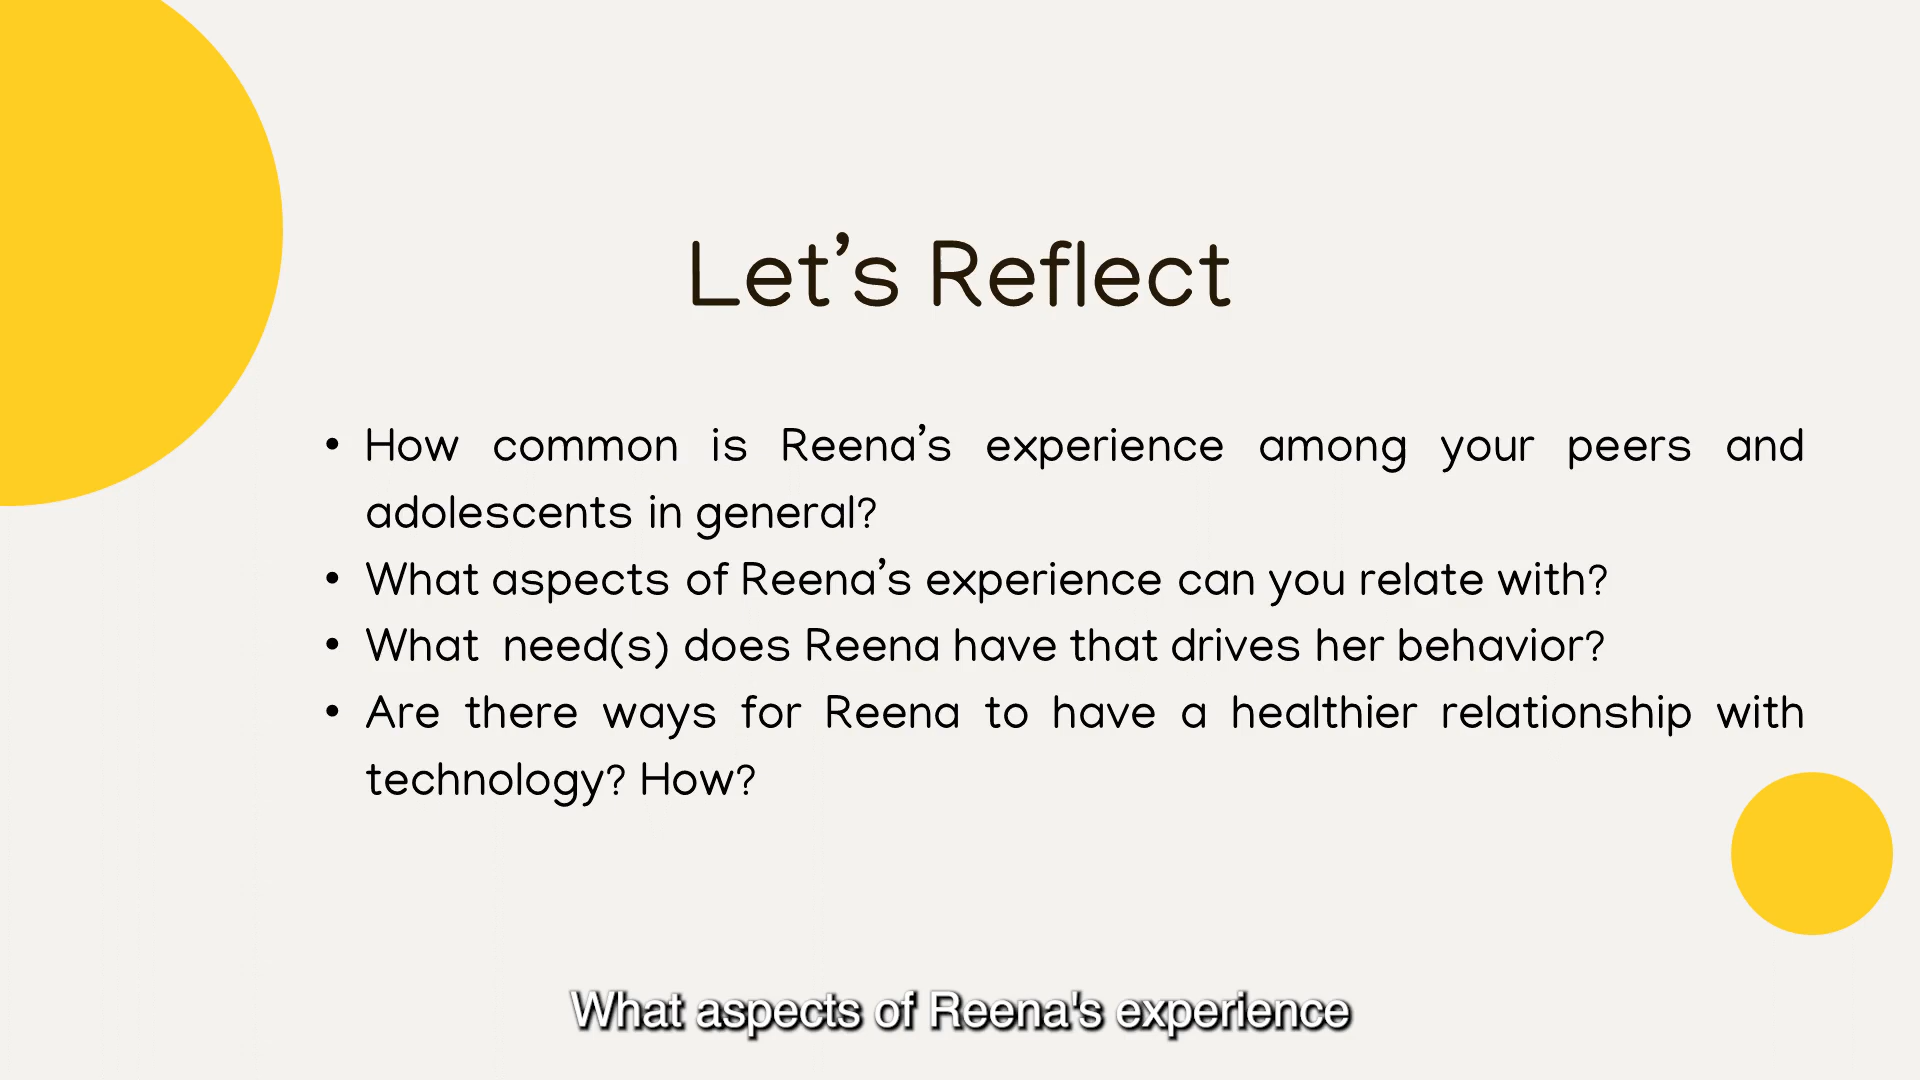 Let’s Reflect
• How common is Reena’s experience among your peers and
adolescents in general?
• What aspects of Reena’s experience can you relate with?
• What need(s) does Reena have that drives her behavior?
• Are there ways for Reena to have a healthier relationship with
technology? How?
What aspects of Reena's experience